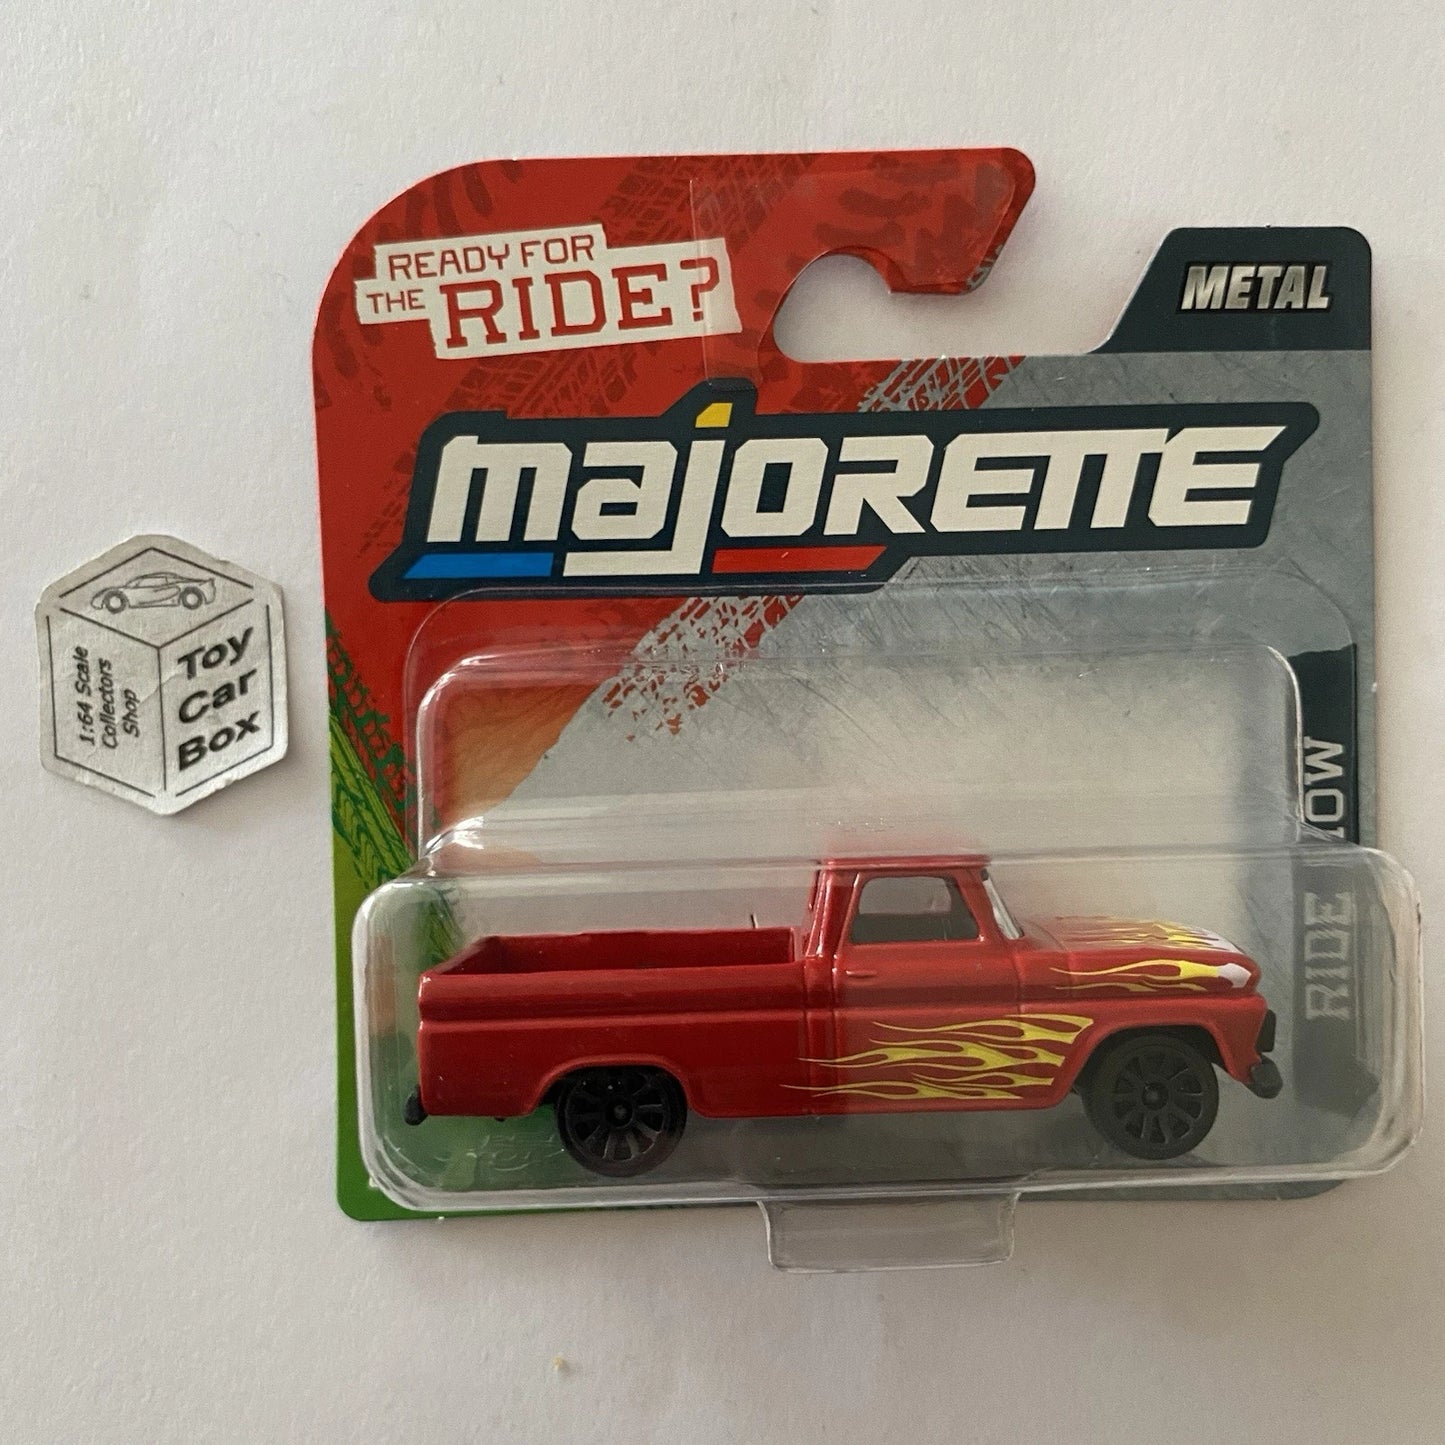 READY FOR
THE RIDE?
METAL
majORETTE
Toy
Car
Box
1:64 Scale
Collectors
Shop
RIDE